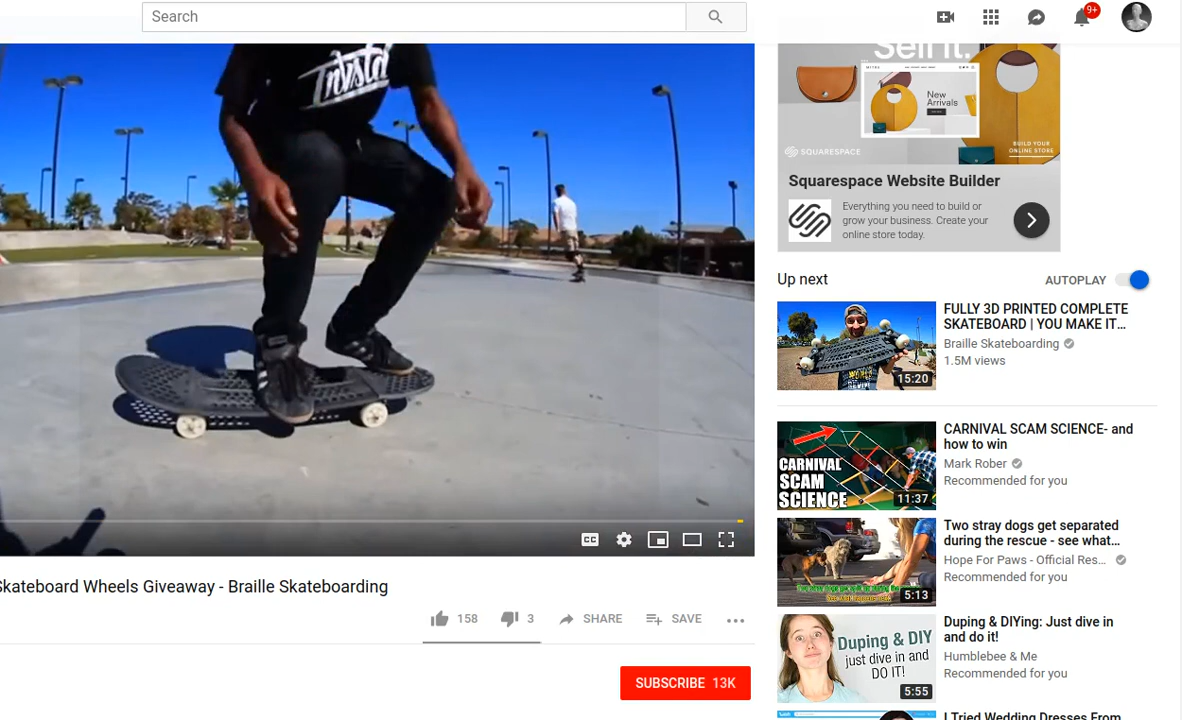 Search
9+
Invstd
Sell it.
New
Arrivals
SQUARESPACE
BUILD YOUR
ONLINE STORE
Squarespace Website Builder
Everything you need to build or
grow your business. Create your
online store today.
Up next
AUTOPLAY
FULLY 3D PRINTED COMPLETE
SKATEBOARD | YOU MAKE IT...
Braille Skateboarding
1.5M views
15:20
CARNIVAL SCAM SCIENCE- and
how to win
Mark Rober
Recommended for you
CARNIVAL
SCAM
SCIENCE
11:37
Two stray dogs get separated
during the rescue - see what...
Hope For Paws - Official Res...
Recommended for you
5:13
Duping & DIYing: Just dive in
and do it!
Humblebee & Me
Recommended for you
Duping & DIY
just dive in and
DO IT!
5:55
I Tried Wedding Dresses From
CC
Skateboard Wheels Giveaway - Braille Skateboarding
158
3
SHARE
SAVE
SUBSCRIBE 13K